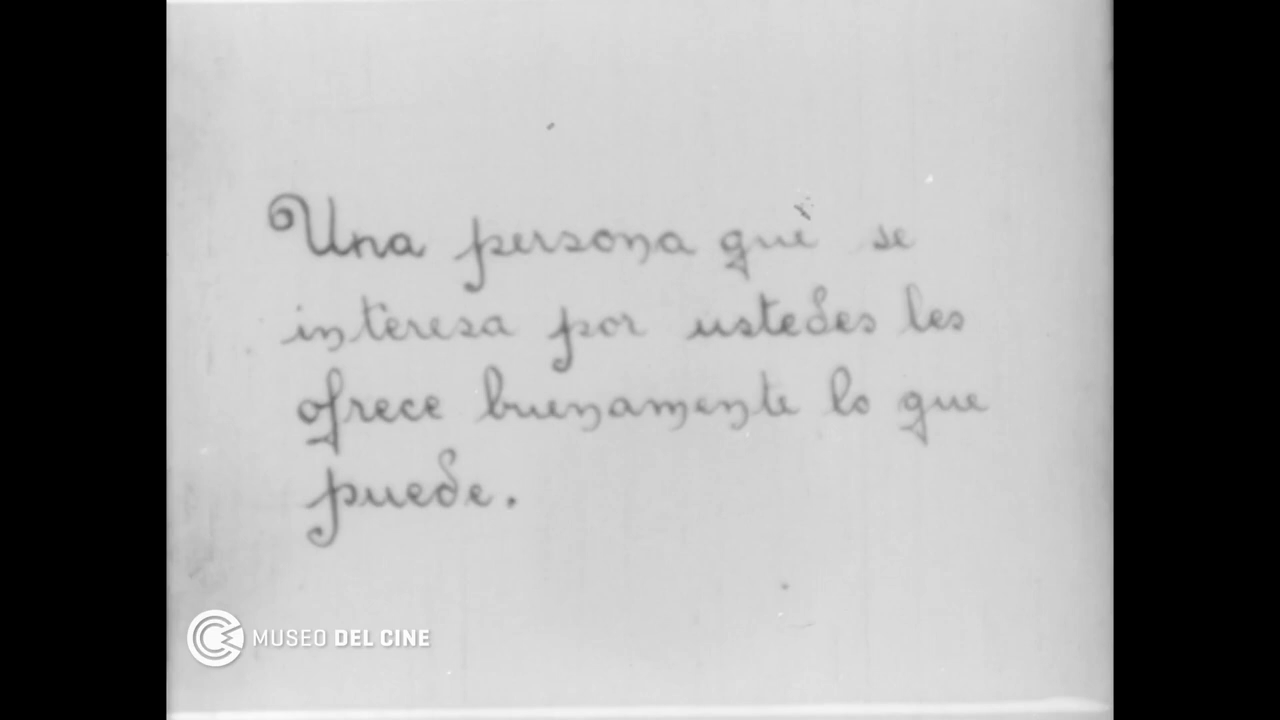 Una persona que se
interesa por ustedes les
ofrece buenamente lo que
puede.
MUSEO DEL CINE